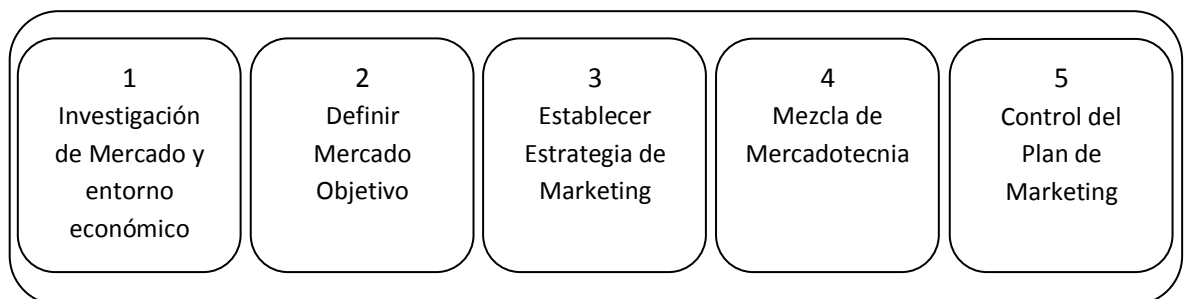 1
Investigación
de Mercado y
entorno
económico
2
Definir
Mercado
Objetivo
3
Establecer
Estrategia de
Marketing
4
Mezcla de
Mercadotecnia
5
Control del
Plan de
Marketing